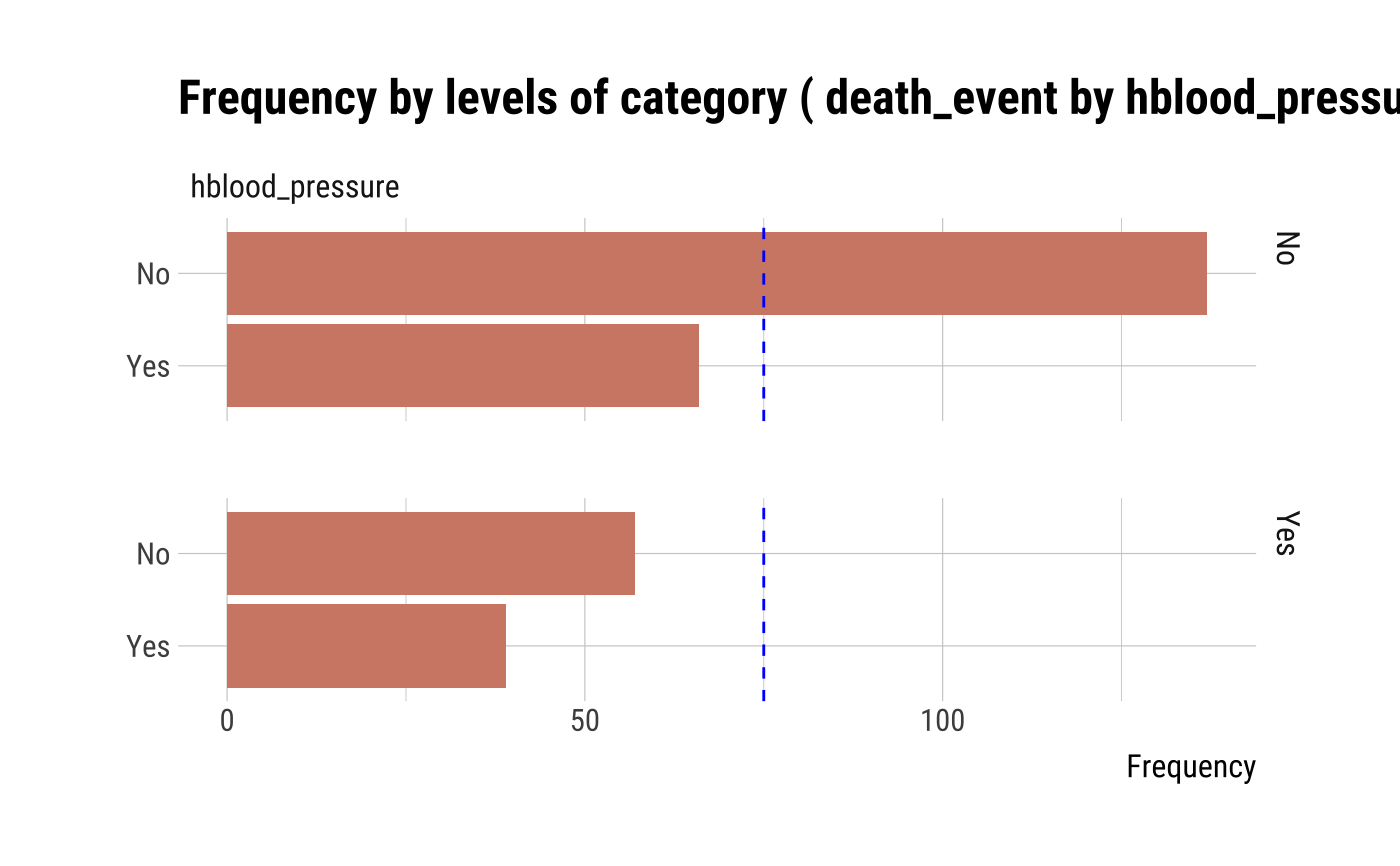 Frequency by levels of category ( death_event by hblood_pressu
hblood_pressure
No
Yes
No
No
Yes
Yes
0 50 100
Frequency